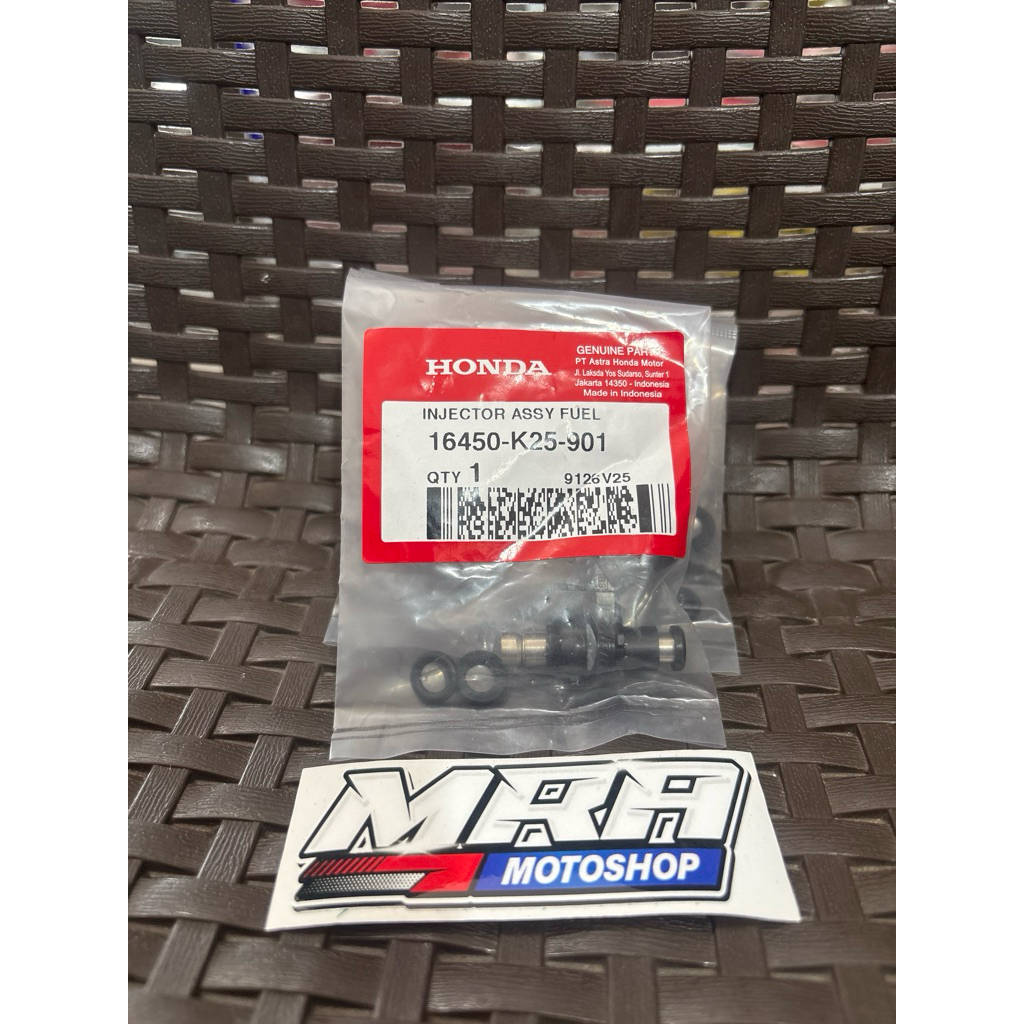 HONDA
GENUINE PARTS
PT Astra Honda Motor
Jl. Laksda Yos Sudarso, Sunter 1
Jakarta 14350 - Indonesia
Made in Indonesia
INJECTOR ASSY FUEL
16450-K25-901
QTY 1
9126V25
MRH
MOTOSHOP